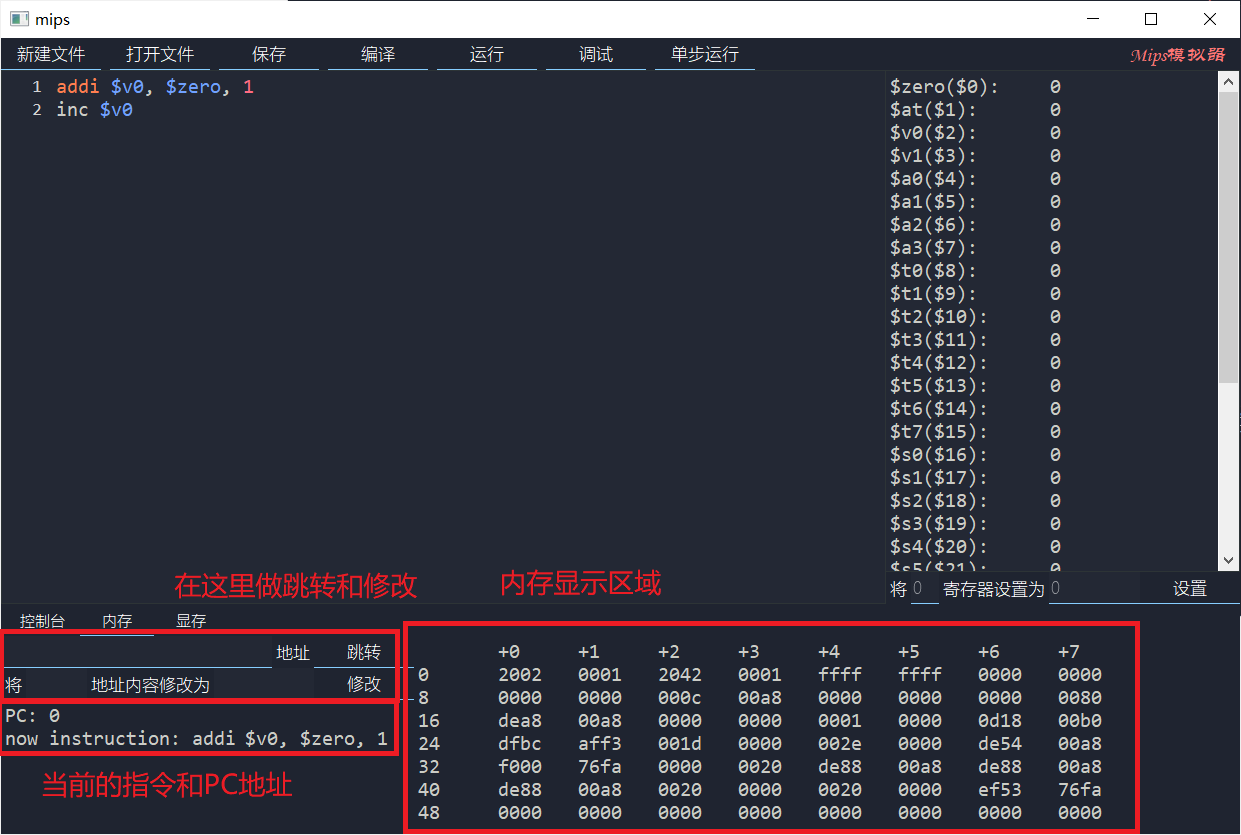 mips
新建文件 打开文件 保存 编译 运行 调试 单步运行 Mips模拟器
1 addi $v0, $zero, 1
2 inc $v0
$zero($0): 0
$at($1): 0
$v0($2): 0
$v1($3): 0
$a0($4): 0
$a1($5): 0
$a2($6): 0
$a3($7): 0
$t0($8): 0
$t1($9): 0
$t2($10): 0
$t3($11): 0
$t4($12): 0
$t5($13): 0
$t6($14): 0
$t7($15): 0
$s0($16): 0
$s1($17): 0
$s2($18): 0
$s3($19): 0
$s4($20): 0
$s5($21): 0
将 0 寄存器设置为 0 设置
在这里做跳转和修改
内存显示区域
控制台 内存 显存
地址 跳转
将 地址内容修改为 修改
PC: 0
now instruction: addi $v0, $zero, 1
当前的指令和PC地址
+0 +1 +2 +3 +4 +5 +6 +7
0 2002 0001 2042 0001 ffff ffff 0000 0000
8 0000 0000 000c 00a8 0000 0000 0000 0080
16 dea8 00a8 0000 0000 0001 0000 0d18 00b0
24 dfbc aff3 001d 0000 002e 0000 de54 00a8
32 f000 76fa 0000 0020 de88 00a8 de88 00a8
40 de88 00a8 0020 0000 0020 0000 ef53 76fa
48 0000 0000 0000 0000 0000 0000 0000 0000